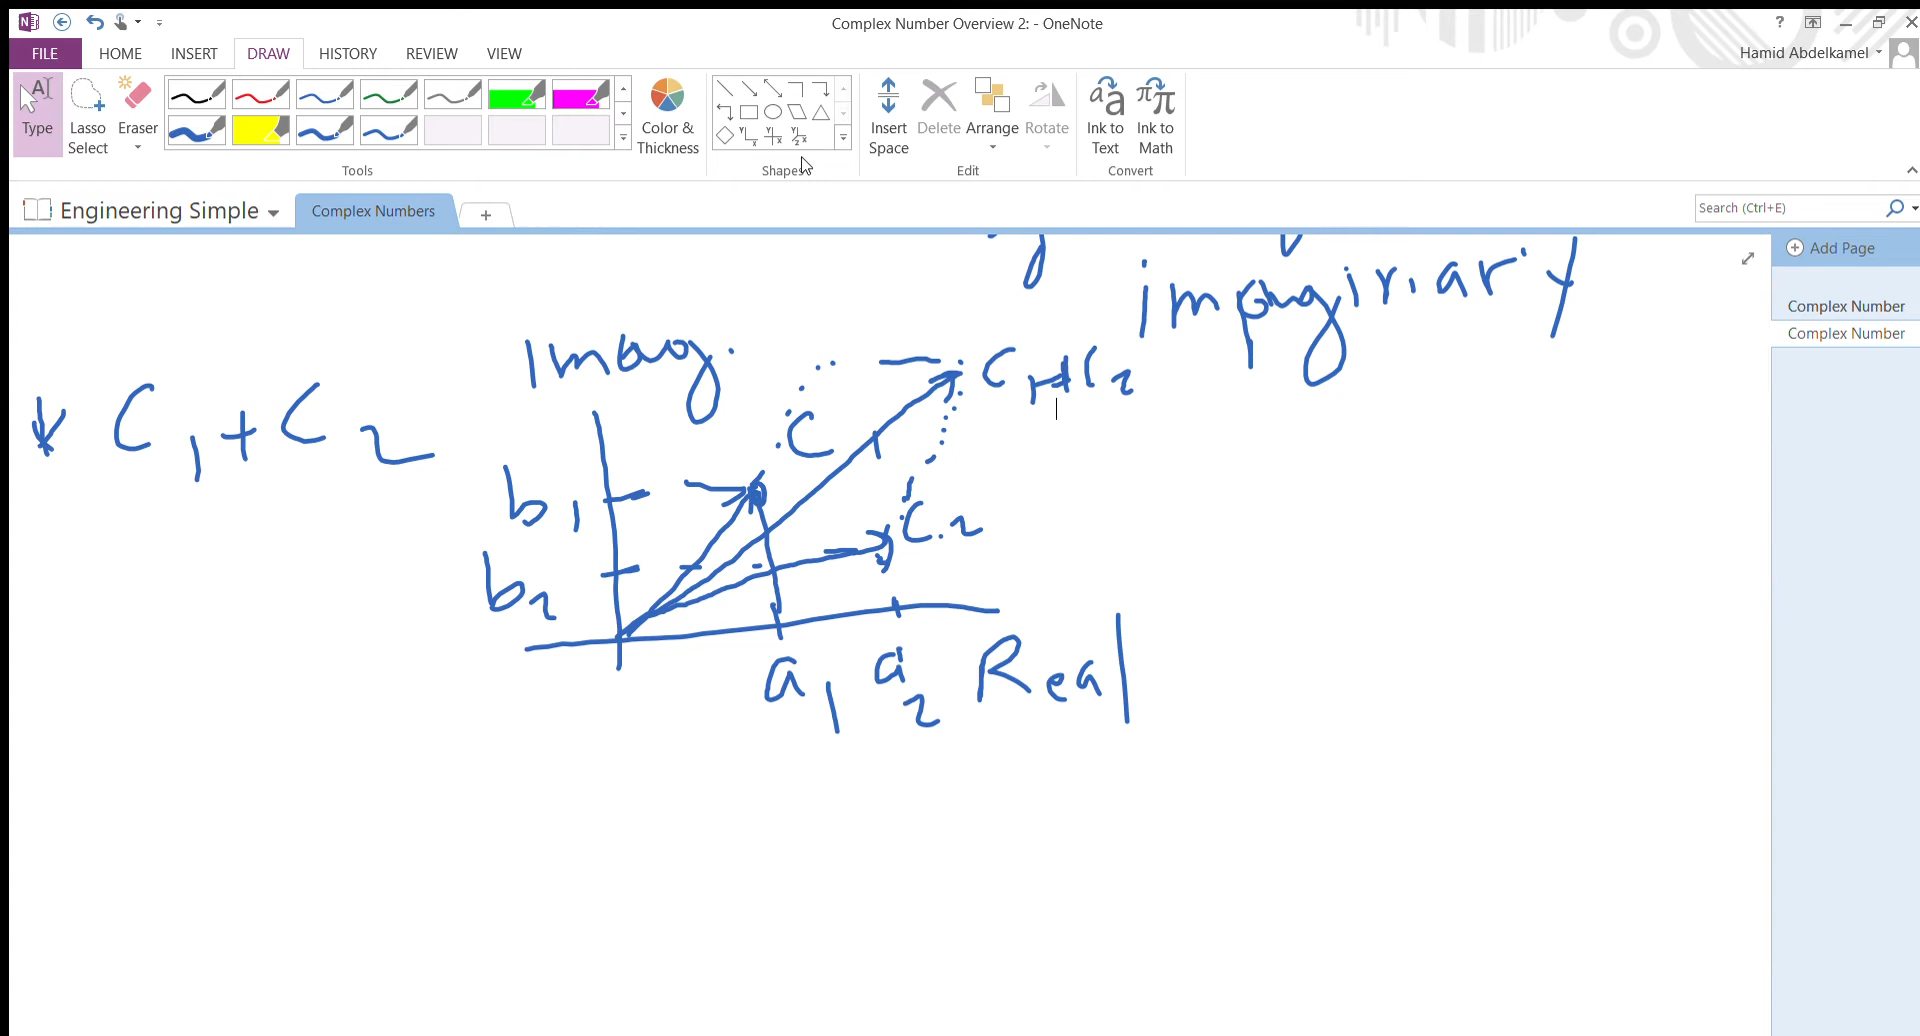 Complex Number Overview 2: - OneNote
?
FILE HOME INSERT DRAW HISTORY REVIEW VIEW
Hamid Abdelkamel
Type
Lasso Select
Eraser
Color & Thickness
Insert Space
Delete
Arrange
Rotate
Ink to Text
Ink to Math
Tools
Shapes
Edit
Convert
Engineering Simple
Complex Numbers
+
Search (Ctrl+E)
Add Page
Complex Number
Complex Number
Imag.
C1+C2
C1+C2
C1
b1
C2
b2
a1 a2 Real